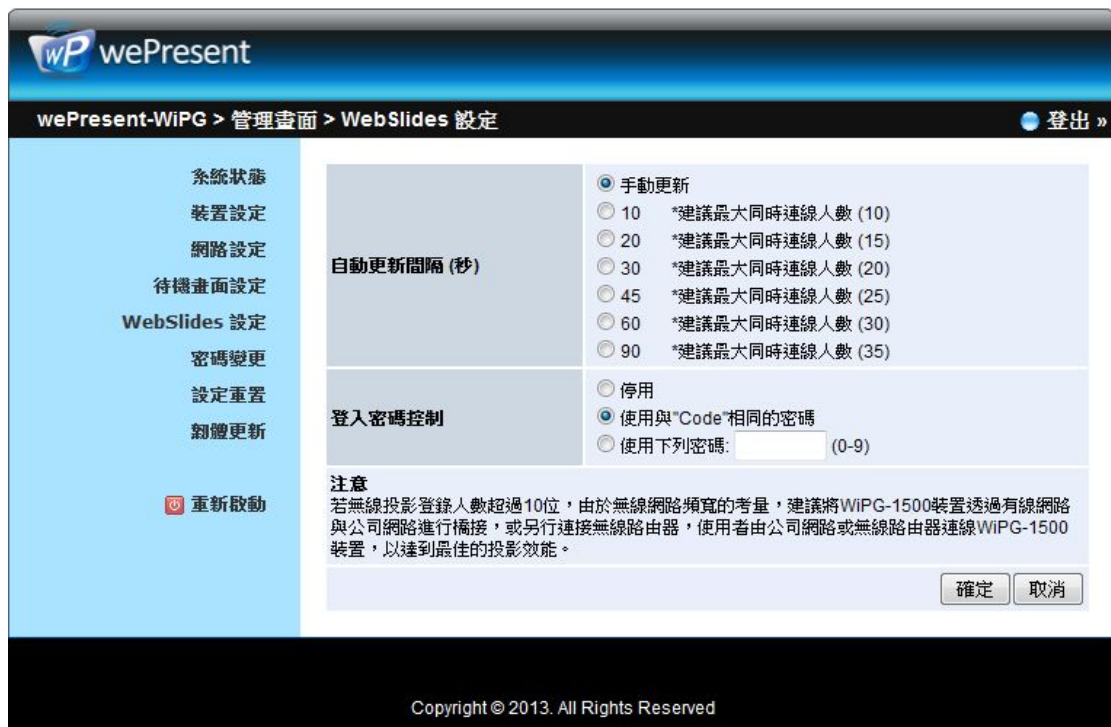 wP wePresent
wePresent-WiPG > 管理畫面 > WebSlides 設定
登出 »
系統狀態
裝置設定
網路設定
待機畫面設定
WebSlides 設定
密碼變更
設定重置
韌體更新
重新啟動
自動更新間隔 (秒)
手動更新
10 *建議最大同時連線人數 (10)
20 *建議最大同時連線人數 (15)
30 *建議最大同時連線人數 (20)
45 *建議最大同時連線人數 (25)
60 *建議最大同時連線人數 (30)
90 *建議最大同時連線人數 (35)
登入密碼控制
停用
使用與"Code"相同的密碼
使用下列密碼: (0-9)
注意
若無線投影登錄人數超過10位，由於無線網路頻寬的考量，建議將WiPG-1500裝置透過有線網路
與公司網路進行橋接，或另行連接無線路由器，使用者由公司網路或無線路由器連線WiPG-1500
裝置，以達到最佳的投影效能。
確定 取消
Copyright © 2013. All Rights Reserved